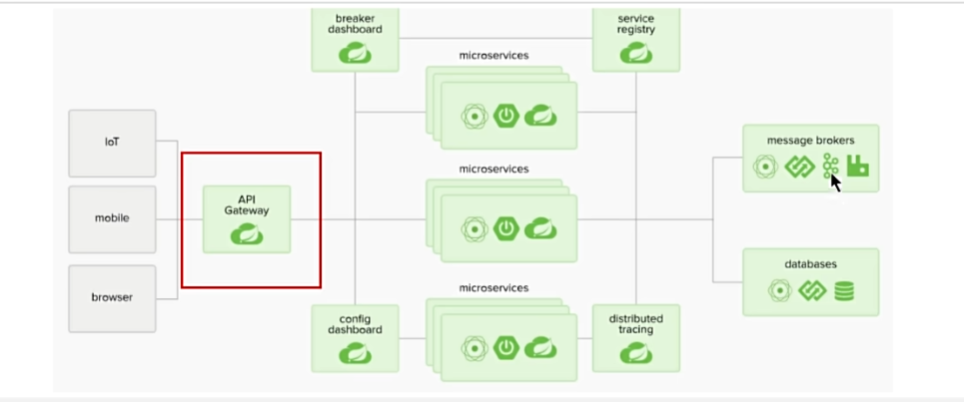 breaker
dashboard
service
registry
microservices
IoT
message brokers
microservices
API
Gateway
mobile
databases
microservices
browser
config
dashboard
distributed
tracing